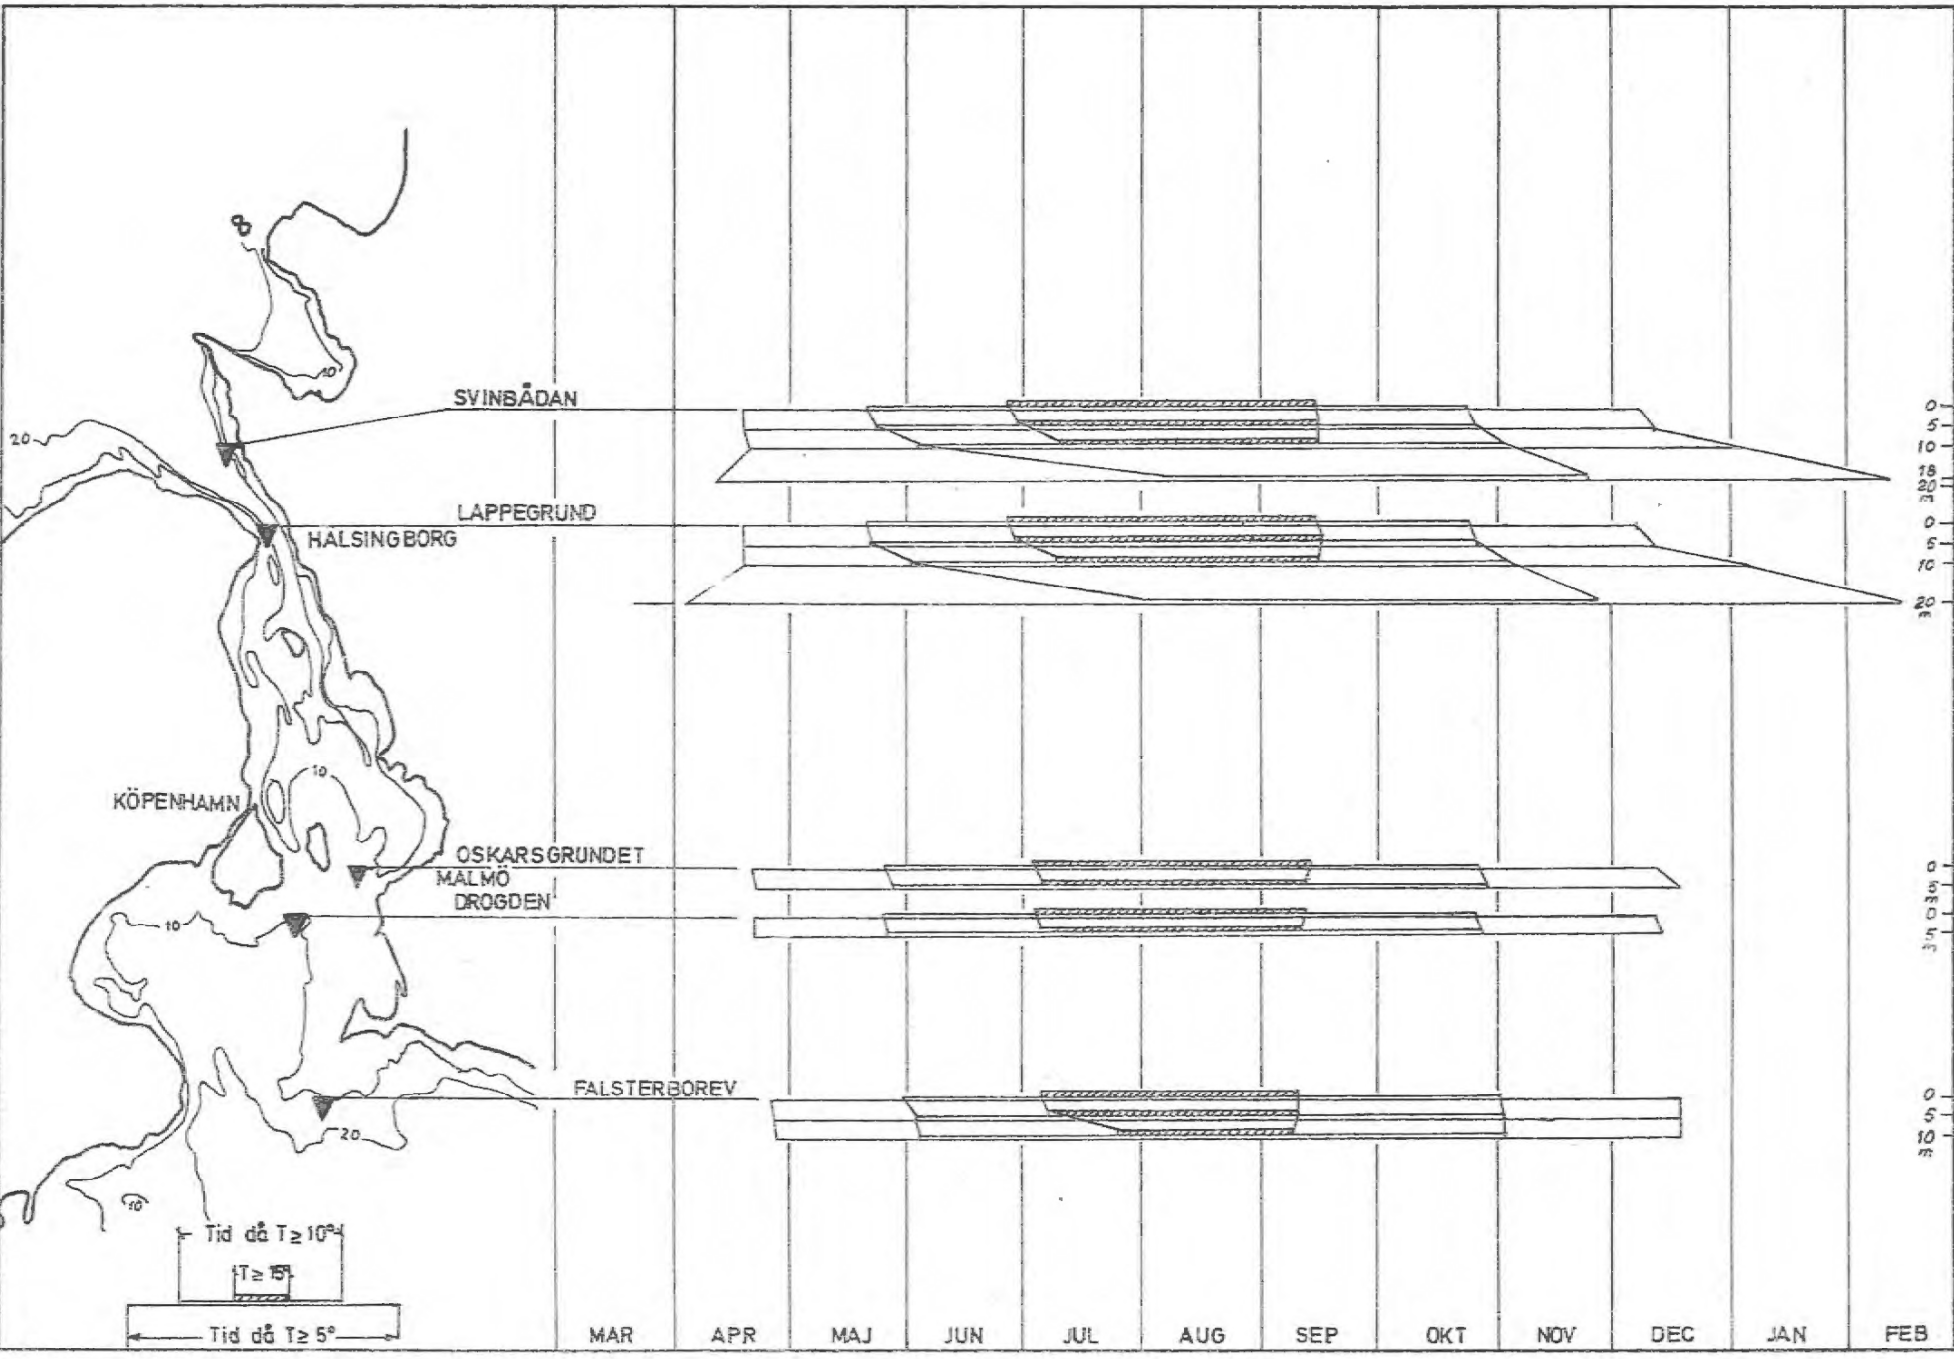 8
10
SVINBÅDAN
0
5
10
18
20
m
20
LAPPEGRUND
HALSINGBORG
0
5
10
20
m
10
KÖPENHAMN
OSKARSGRUNDET
MALMÖ
DROGDEN
0
5
m
0
5
m
10
FALSTERBOREV
0
5
10
m
20
10
Tid då T ≥ 10°
T ≥ 15°
Tid då T ≥ 5°
MAR APR MAJ JUN JUL AUG SEP OKT NOV DEC JAN FEB